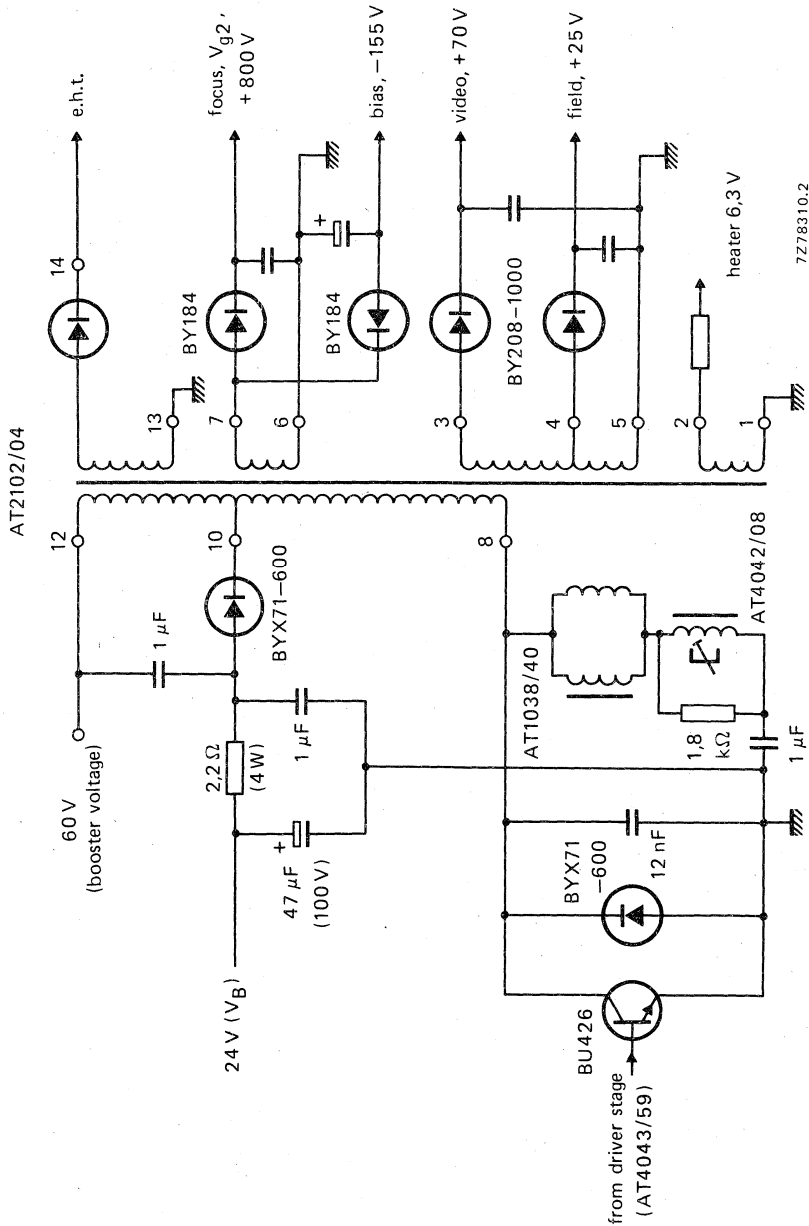 AT2102/04
14
e.h.t.
13
7
BY184
focus, Vg2,
+ 800 V
6
+
BY184
bias, −155 V
3
video, +70 V
BY208−1000
4
field, +25 V
5
2
heater 6,3 V
1
7Z78310.2
12
60 V
(booster voltage)
1 µF
10
BYX71−600
2,2 Ω
(4W)
1 µF
24 V (VB)
+
47 µF
(100 V)
8
AT1038/40
AT4042/08
1,8
kΩ
1 µF
12 nF
BYX71
−600
BU426
from driver stage
(AT4043/59)